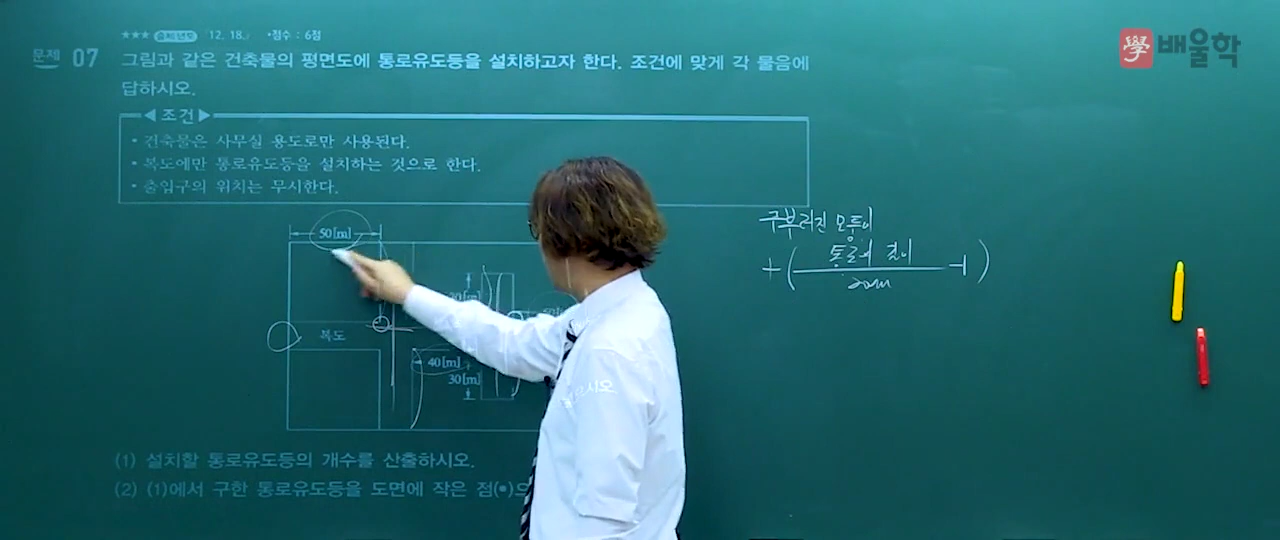 ★★★ 출제년도 12. 18. •점수 : 6점
學 배울학
문제 07 그림과 같은 건축물의 평면도에 통로유도등을 설치하고자 한다. 조건에 맞게 각 물음에
답하시오.
◀조건▶
• 건축물은 사무실 용도로만 사용된다.
• 복도에만 통로유도등을 설치하는 것으로 한다.
• 출입구의 위치는 무시한다.
50[m]
30[m]
복도
40[m]
30[m]
구부러진 모퉁이
+( 통로의 길이
20m
-1 )
(1) 설치할 통로유도등의 개수를 산출하시오.
(2) (1)에서 구한 통로유도등을 도면에 작은 점(•)으